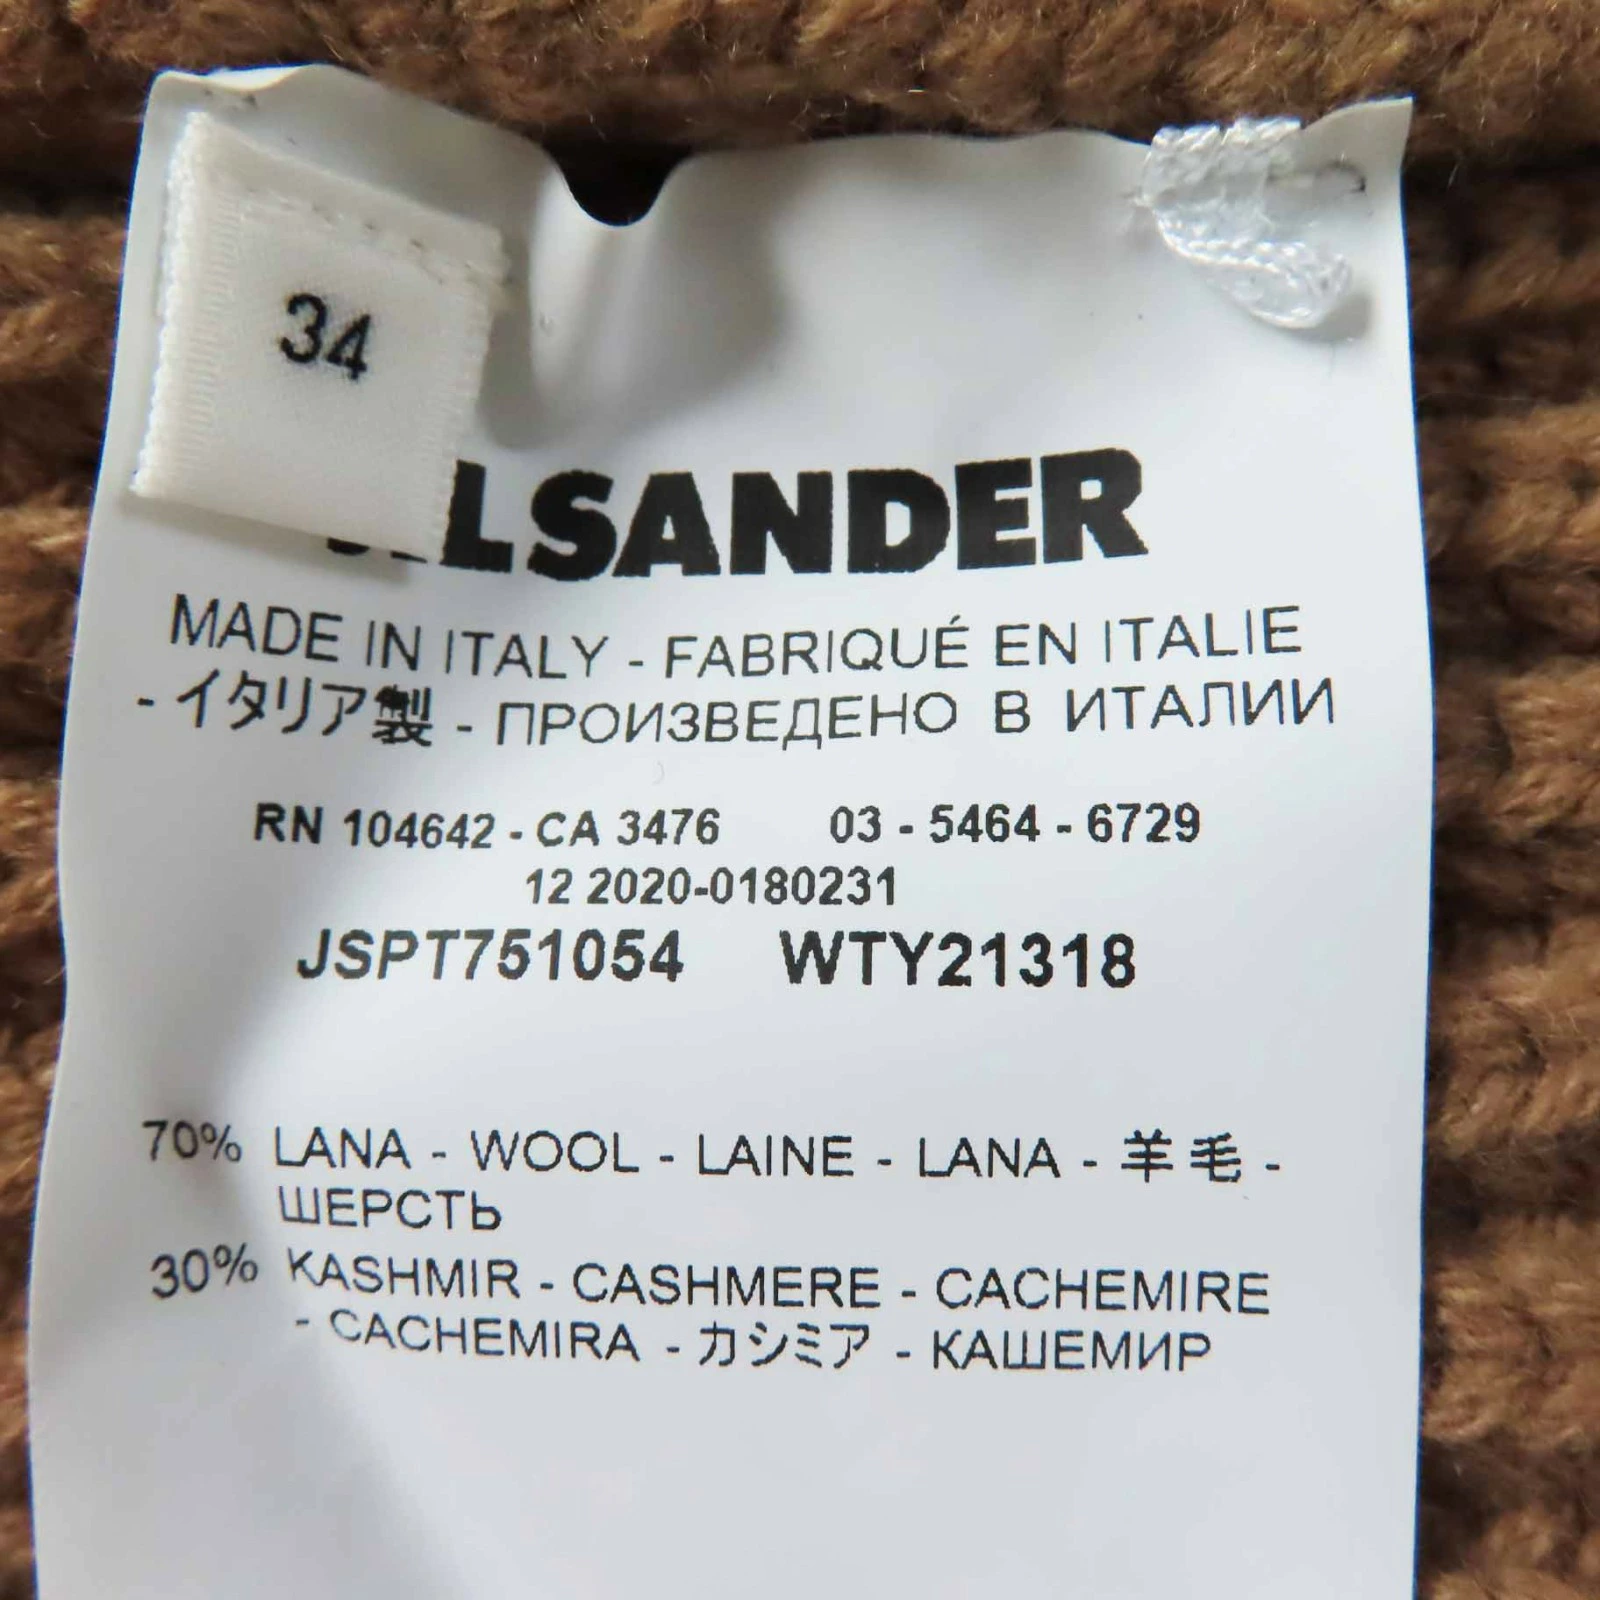 34
LSANDER
MADE IN ITALY - FABRIQUÉ EN ITALIE
- イタリア製 - ПРОИЗВЕДЕНО В ИТАЛИИ
RN 104642 - CA 3476 03 - 5464 - 6729
12 2020-0180231
JSPT751054 WTY21318
70% LANA - WOOL - LAINE - LANA - 羊毛 -
ШЕРСТЬ
30% KASHMIR - CASHMERE - CACHEMIRE
- CACHEMIRA - カシミア - КАШЕМИР